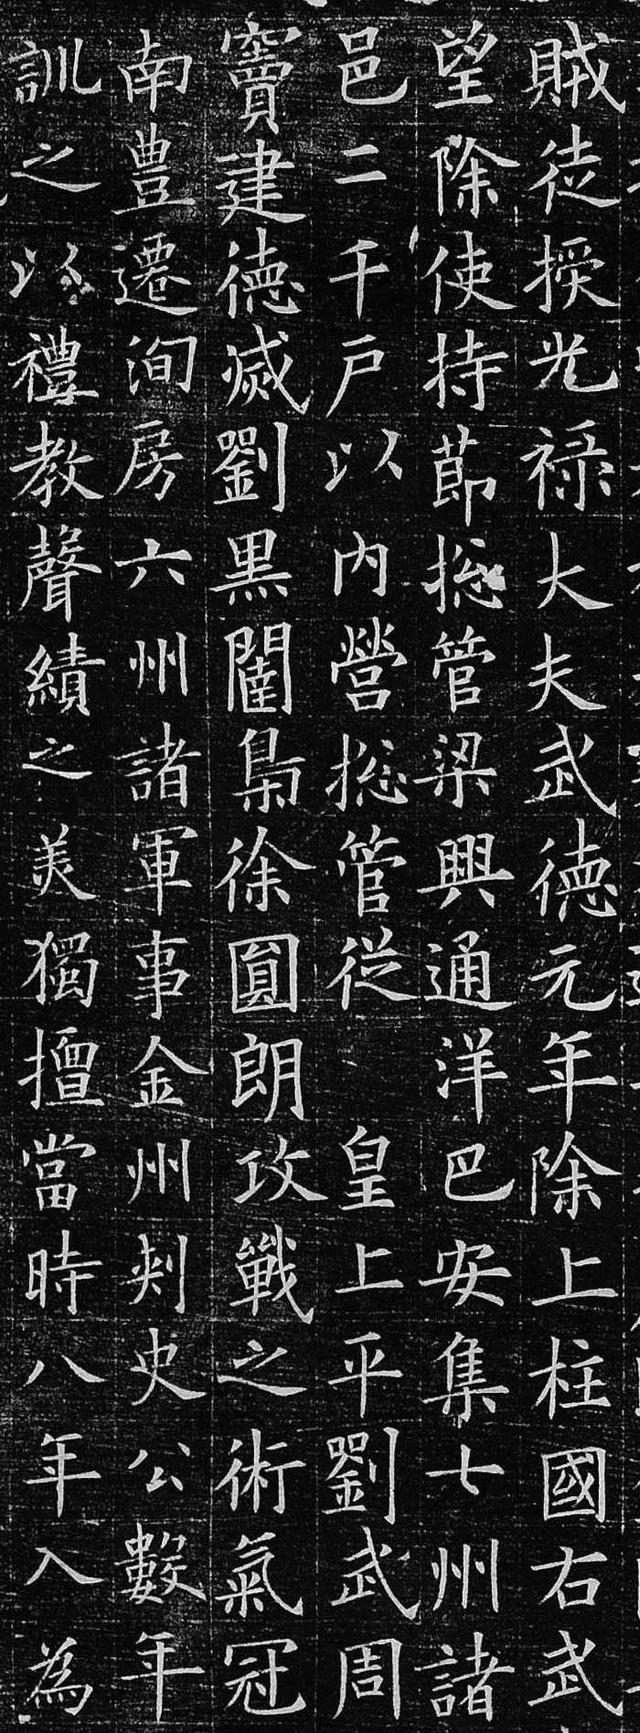 賊徒授光祿大夫武德元年除上柱國右武
望除使持節捴管梁興通洋巴安集七州諸
邑二千戶以內營捴管從 皇上平劉武周
竇建德滅劉黑闥梟徐圎朗攻戰之術氣冠
南豊遷洵房六州諸軍事金州刾史公數年
訓之以禮教聲績之美獨擅當時八年入為